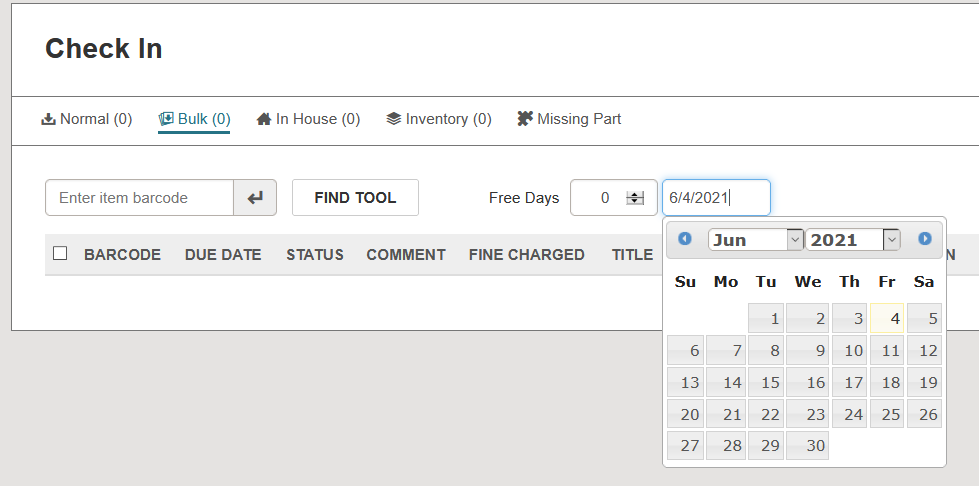 Check In
Normal (0) Bulk (0) In House (0) Inventory (0) Missing Part
Enter item barcode FIND TOOL Free Days 0 6/4/2021
BARCODE DUE DATE STATUS COMMENT FINE CHARGED TITLE N
Jun 2021
Su Mo Tu We Th Fr Sa
1 2 3 4 5
6 7 8 9 10 11 12
13 14 15 16 17 18 19
20 21 22 23 24 25 26
27 28 29 30